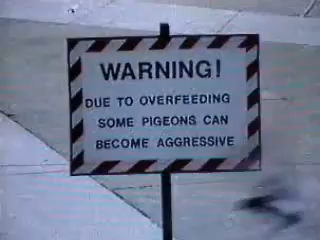 WARNING!
DUE TO OVERFEEDING
SOME PIGEONS CAN
BECOME AGGRESSIVE